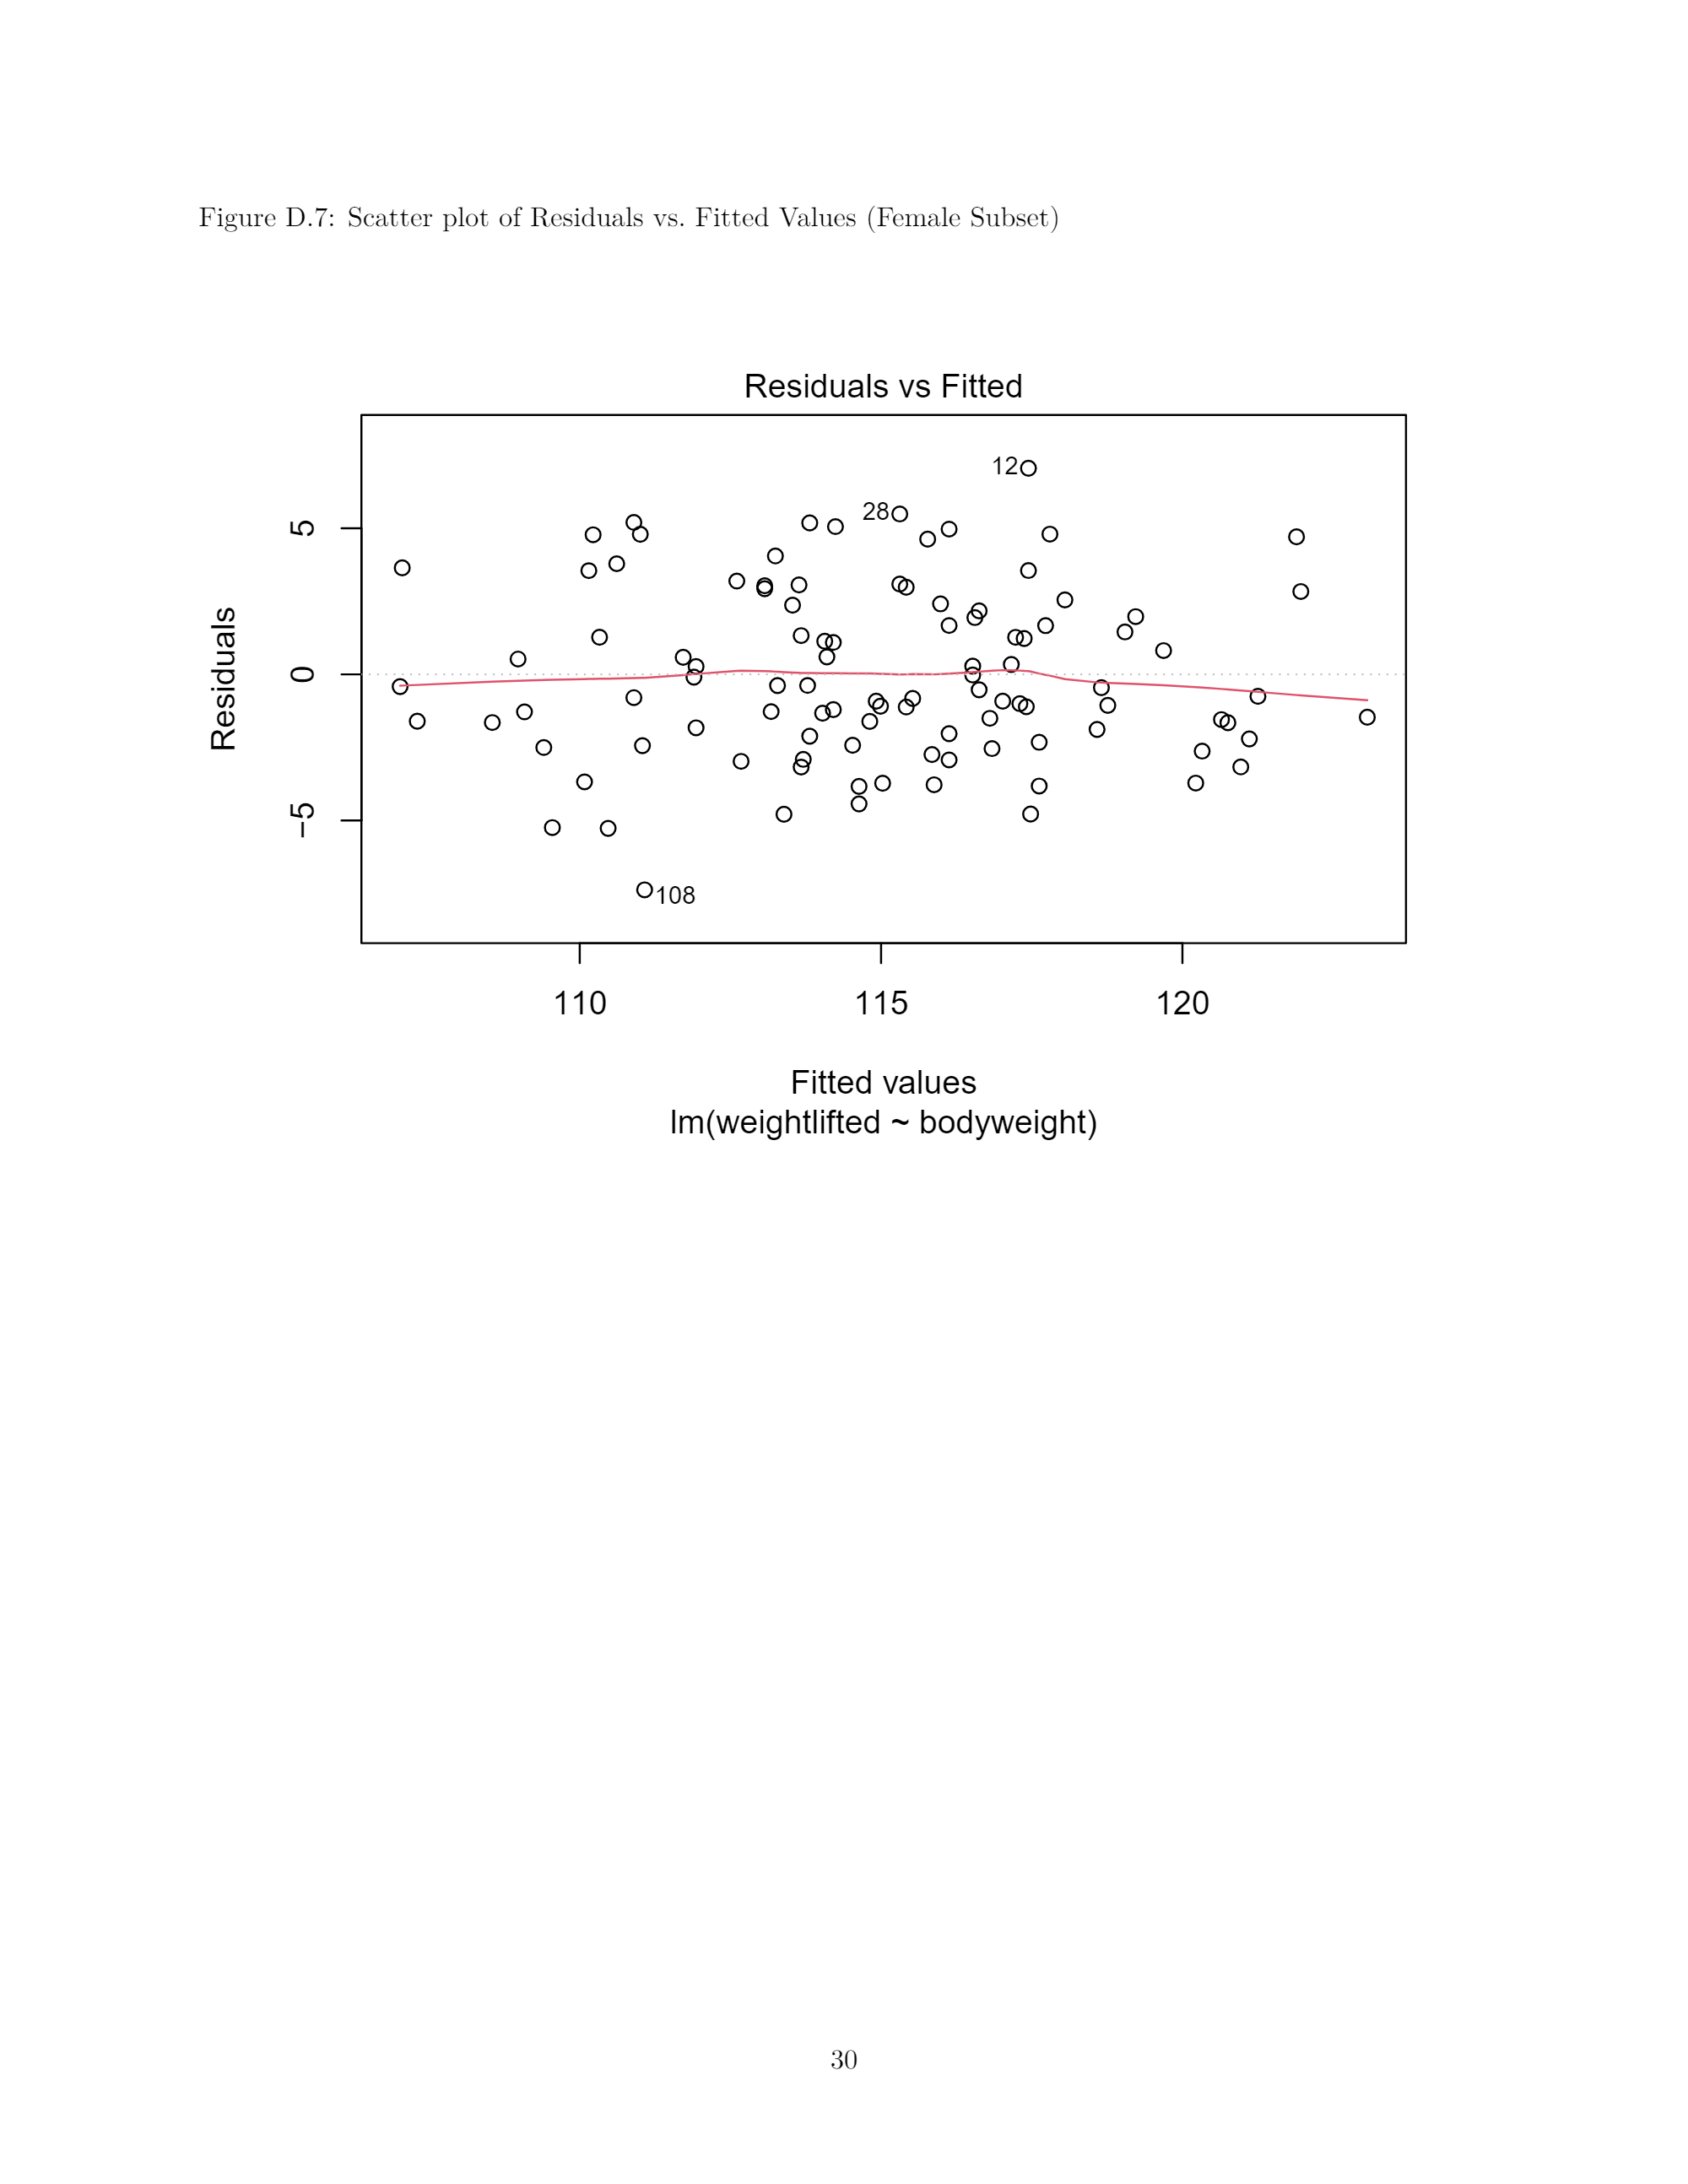 Figure D.7: Scatter plot of Residuals vs. Fitted Values (Female Subset)
Residuals vs Fitted
12
28
5
0
−5
Residuals
108
110 115 120
Fitted values
lm(weightlifted ~ bodyweight)
30